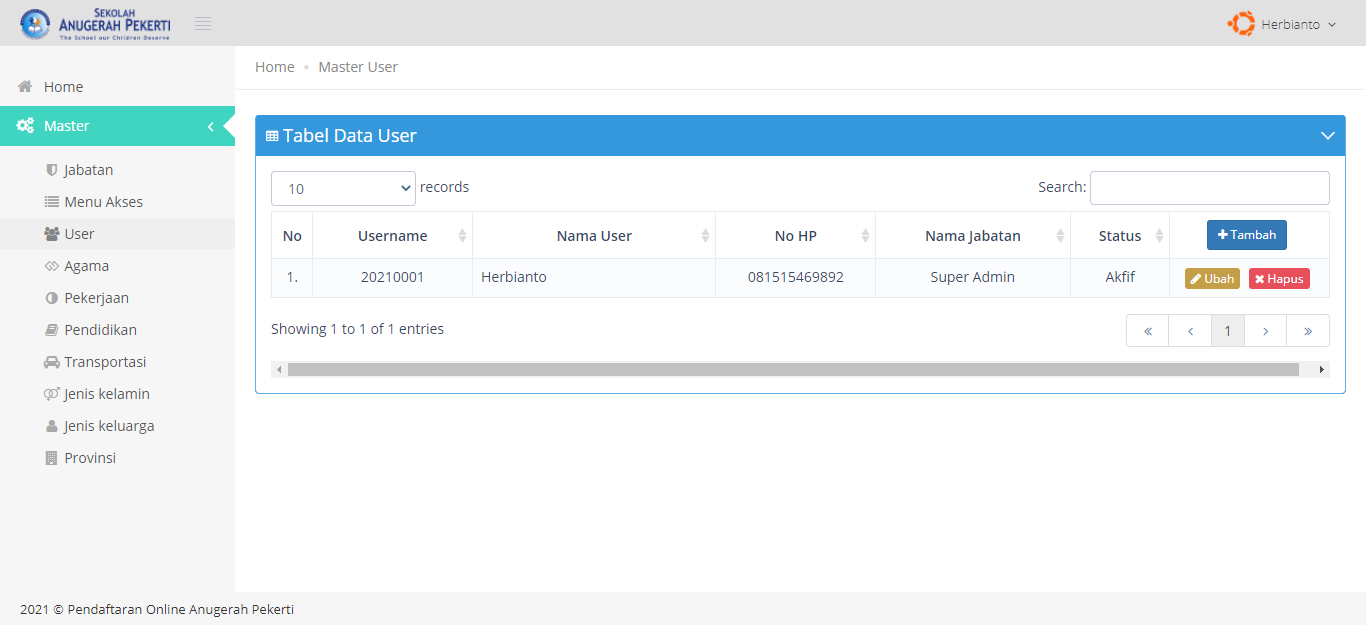 SEKOLAH
ANUGERAH PEKERTI
The School our Children Deserve
Herbianto
Home
Master
Jabatan
Menu Akses
User
Agama
Pekerjaan
Pendidikan
Transportasi
Jenis kelamin
Jenis keluarga
Provinsi
Home Master User
Tabel Data User
10 records Search:
No Username Nama User No HP Nama Jabatan Status Tambah
1. 20210001 Herbianto 081515469892 Super Admin Akfif Ubah Hapus
Showing 1 to 1 of 1 entries « ‹ 1 › »
2021 © Pendaftaran Online Anugerah Pekerti